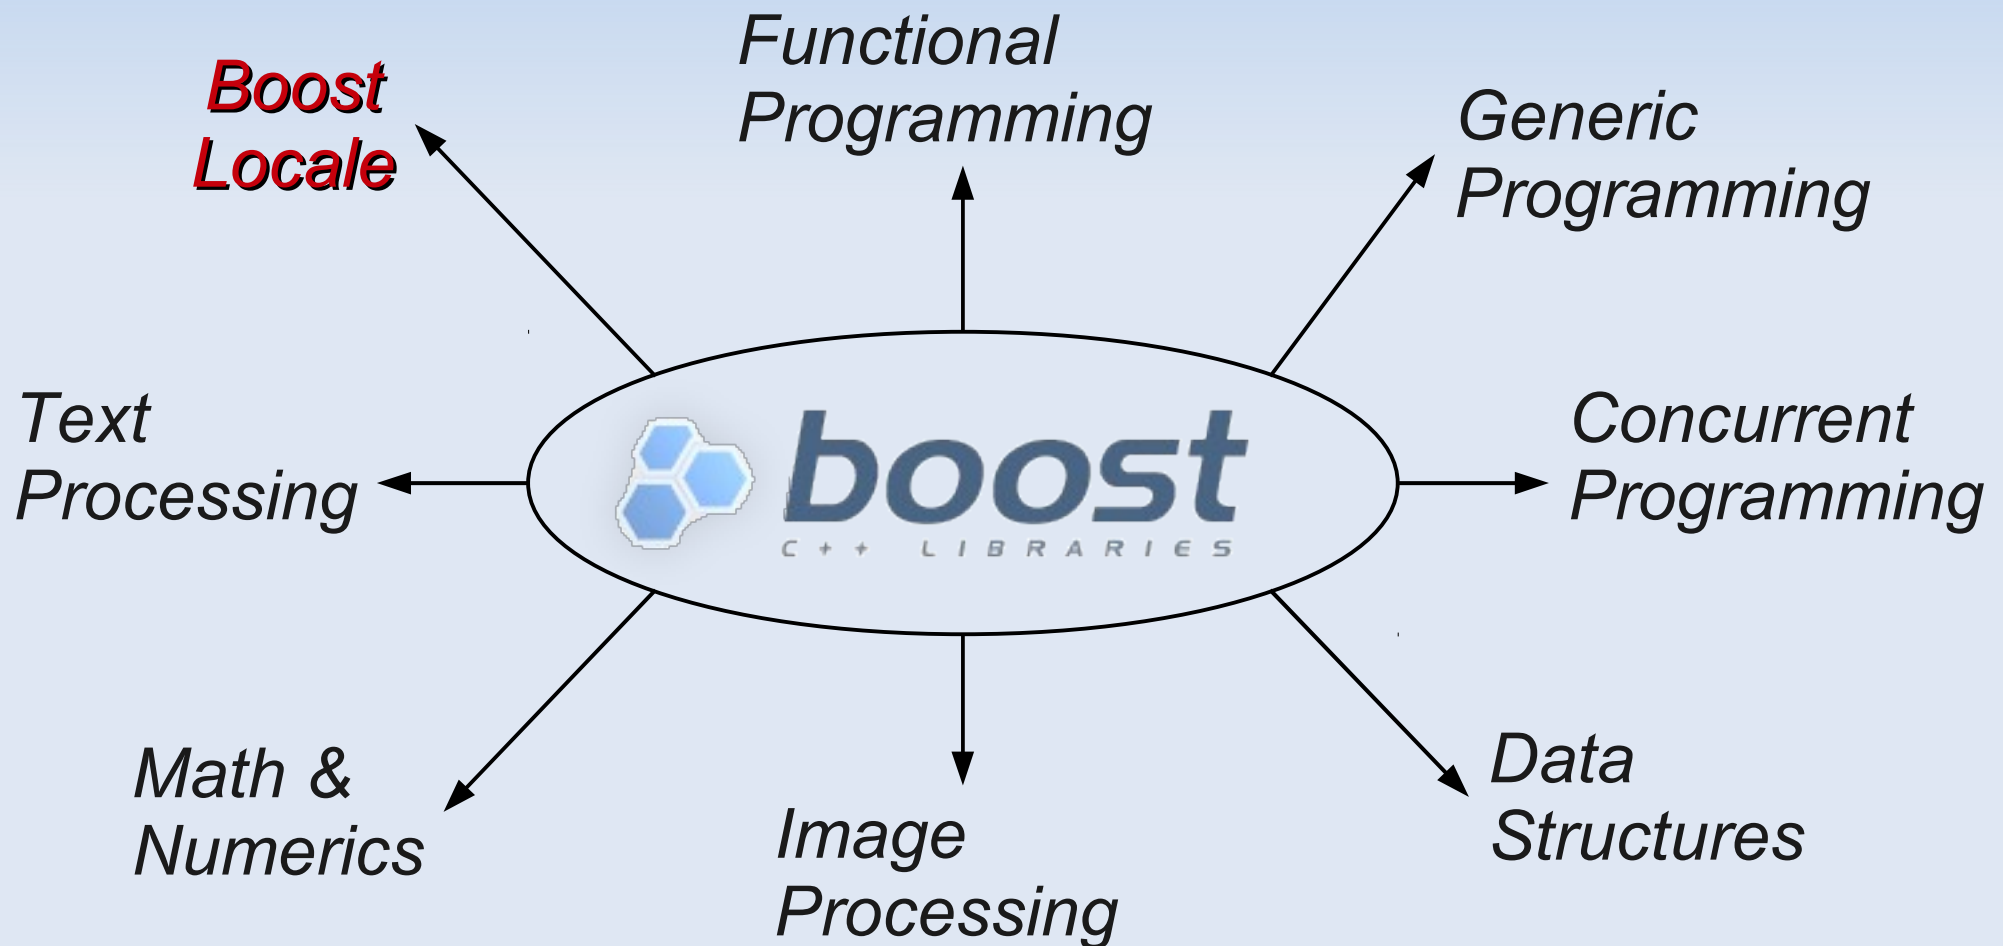 Functional
Programming
Boost
Locale
Generic
Programming
Text
Processing
boost
C++ LIBRARIES
Concurrent
Programming
Math &
Numerics
Image
Processing
Data
Structures